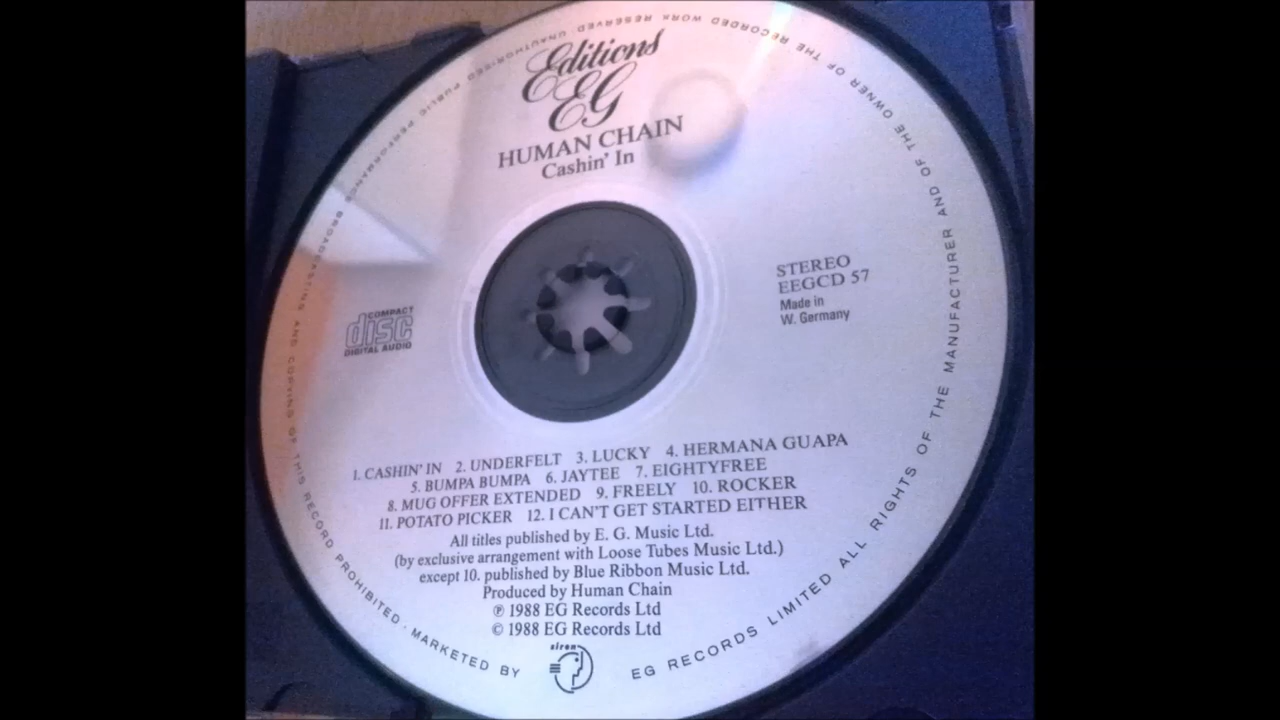 Editions
EG
HUMAN CHAIN
Cashin' In
STEREO
EEGCD 57
Made in
W. Germany
COMPACT
disc
DIGITAL AUDIO
1. CASHIN' IN 2. UNDERFELT 3. LUCKY 4. HERMANA GUAPA
5. BUMPA BUMPA 6. JAYTEE 7. EIGHTYFREE
8. MUG OFFER EXTENDED 9. FREELY 10. ROCKER
11. POTATO PICKER 12. I CAN'T GET STARTED EITHER
All titles published by E. G. Music Ltd.
(by exclusive arrangement with Loose Tubes Music Ltd.)
except 10. published by Blue Ribbon Music Ltd.
Produced by Human Chain
℗ 1988 EG Records Ltd
© 1988 EG Records Ltd
siren
EG RECORDS LIMITED ALL RIGHTS OF THE MANUFACTURER AND OF THE OWNER OF THE RECORDED WORK RESERVED UNAUTHORISED PUBLIC PERFORMANCE BROADCASTING AND COPYING OF THIS RECORD PROHIBITED. MARKETED BY